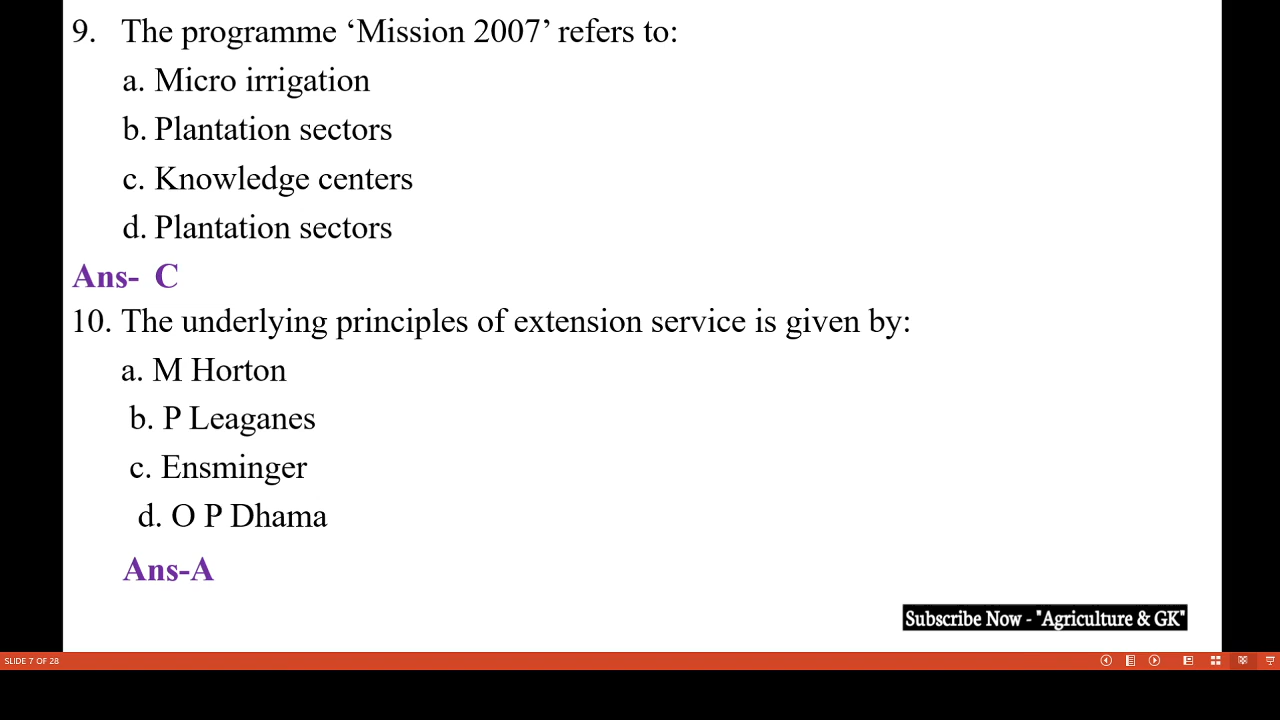 9. The programme ‘Mission 2007’ refers to:
a. Micro irrigation
b. Plantation sectors
c. Knowledge centers
d. Plantation sectors
Ans- C
10. The underlying principles of extension service is given by:
a. M Horton
b. P Leaganes
c. Ensminger
d. O P Dhama
Ans-A
Subscribe Now - "Agriculture & GK"
SLIDE 7 OF 28